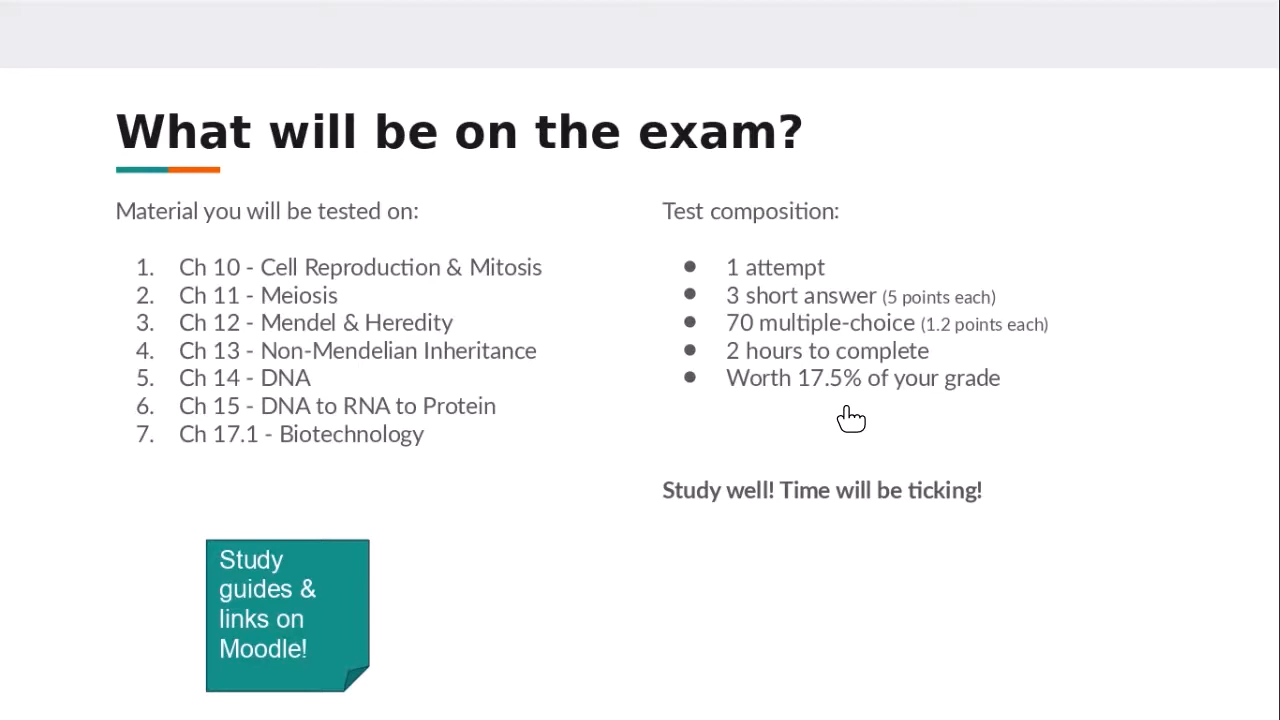 What will be on the exam?
Material you will be tested on:
1. Ch 10 - Cell Reproduction & Mitosis
2. Ch 11 - Meiosis
3. Ch 12 - Mendel & Heredity
4. Ch 13 - Non-Mendelian Inheritance
5. Ch 14 - DNA
6. Ch 15 - DNA to RNA to Protein
7. Ch 17.1 - Biotechnology
Study
guides &
links on
Moodle!
Test composition:
● 1 attempt
● 3 short answer (5 points each)
● 70 multiple-choice (1.2 points each)
● 2 hours to complete
● Worth 17.5% of your grade
Study well! Time will be ticking!